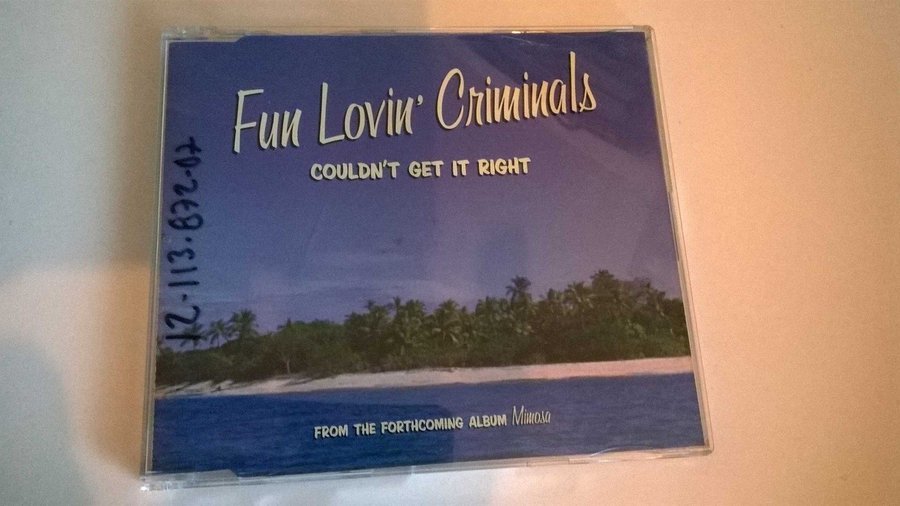 Fun Lovin' Criminals
COULDN'T GET IT RIGHT
12-113.872-02
FROM THE FORTHCOMING ALBUM Mimosa